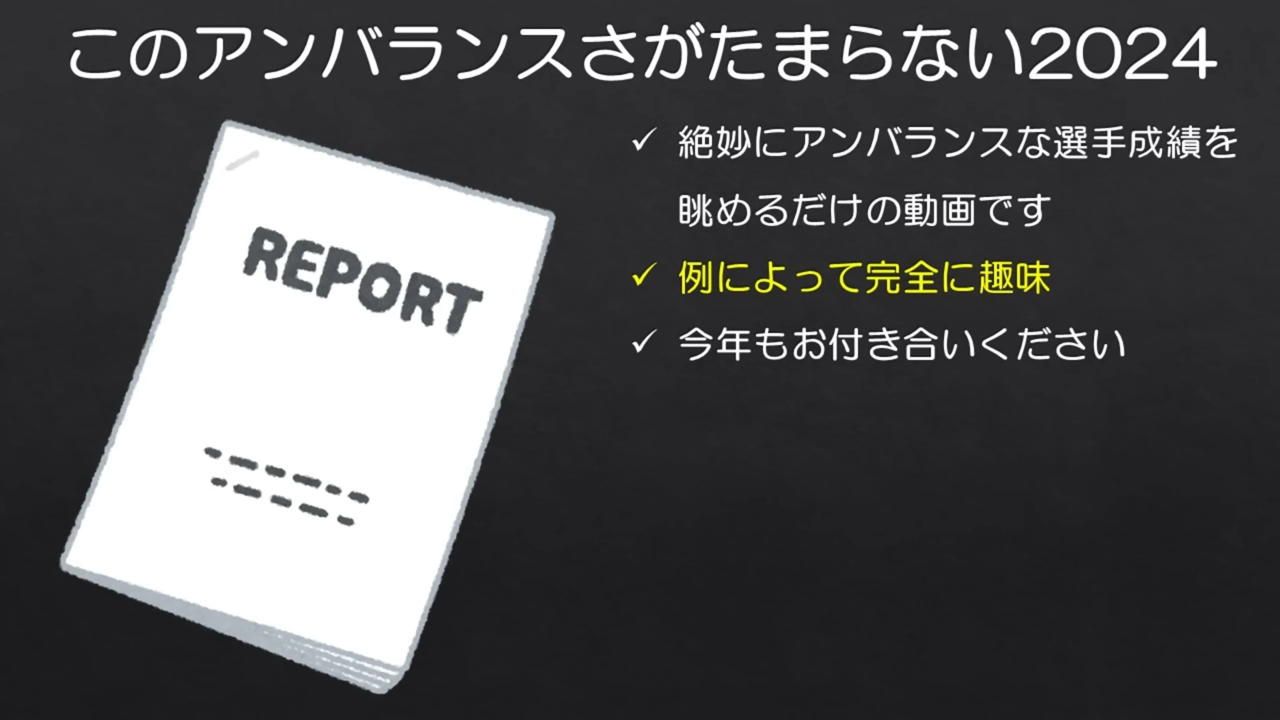 このアンバランスさがたまらない2024
✓ 絶妙にアンバランスな選手成績を
眺めるだけの動画です
✓ 例によって完全に趣味
✓ 今年もお付き合いください
REPORT